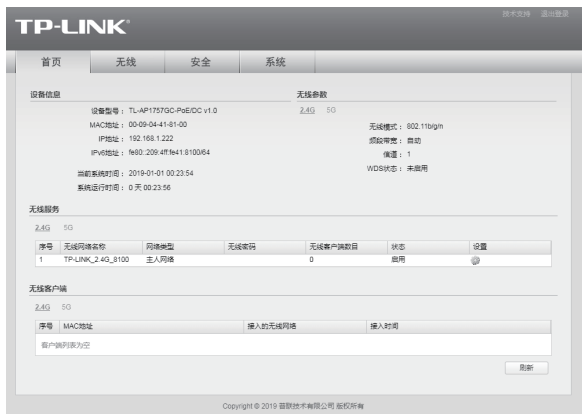 技术支持 退出登录
TP-LINK®
首页 无线 安全 系统
设备信息
设备型号： TL-AP1757GC-PoE/DC v1.0
MAC地址： 00-09-04-41-81-00
IP地址： 192.168.1.222
IPv6地址： fe80::209:4ff:fe41:8100/64
当前系统时间： 2019-01-01 00:23:54
系统运行时间： 0 天 00:23:56
无线参数
2.4G 5G
无线模式： 802.11b/g/n
频段带宽： 自动
信道： 1
WDS状态： 未启用
无线服务
2.4G 5G
序号 无线网络名称 网络类型 无线密码 无线客户端数目 状态 设置
1 TP-LINK_2.4G_8100 主人网络 0 启用
无线客户端
2.4G 5G
序号 MAC地址 接入的无线网络 接入时间
客户端列表为空
刷新
Copyright © 2019 普联技术有限公司 版权所有